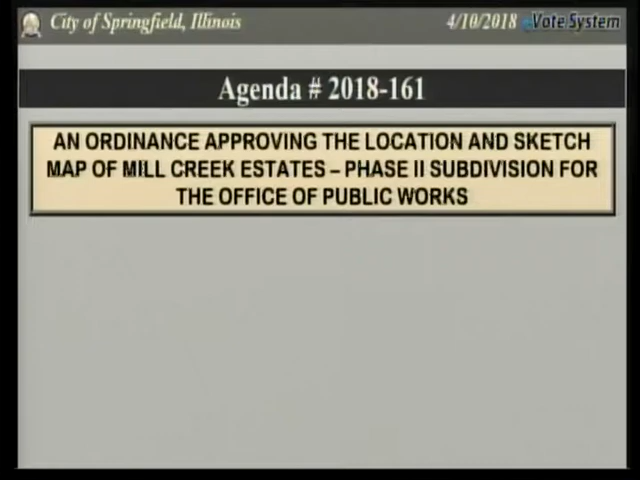 City of Springfield, Illinois 4/10/2018 eVote System
Agenda # 2018-161
AN ORDINANCE APPROVING THE LOCATION AND SKETCH
MAP OF MILL CREEK ESTATES – PHASE II SUBDIVISION FOR
THE OFFICE OF PUBLIC WORKS